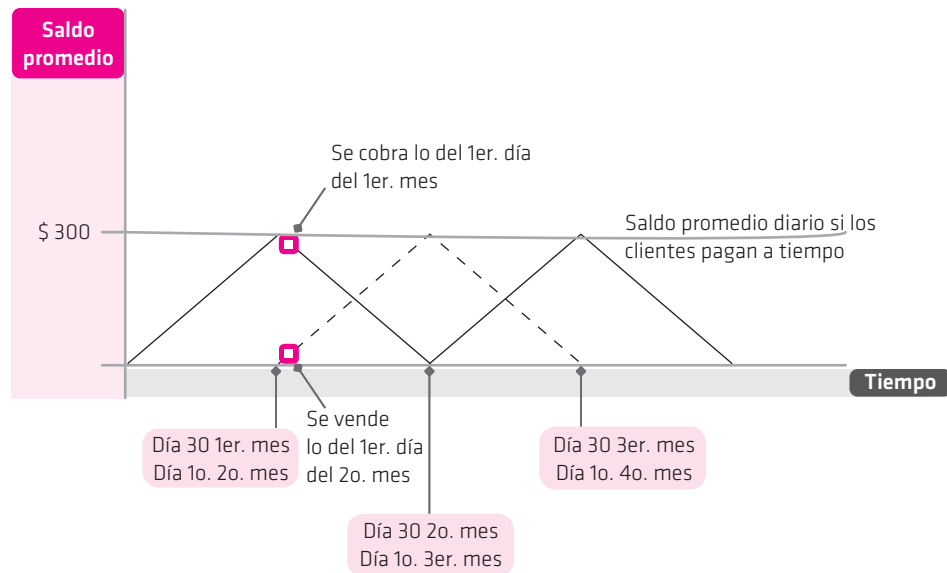 Saldo
promedio
Se cobra lo del 1er. día
del 1er. mes
$ 300
Saldo promedio diario si los
clientes pagan a tiempo
Tiempo
Se vende
lo del 1er. día
del 2o. mes
Día 30 1er. mes
Día 1o. 2o. mes
Día 30 3er. mes
Día 1o. 4o. mes
Día 30 2o. mes
Día 1o. 3er. mes